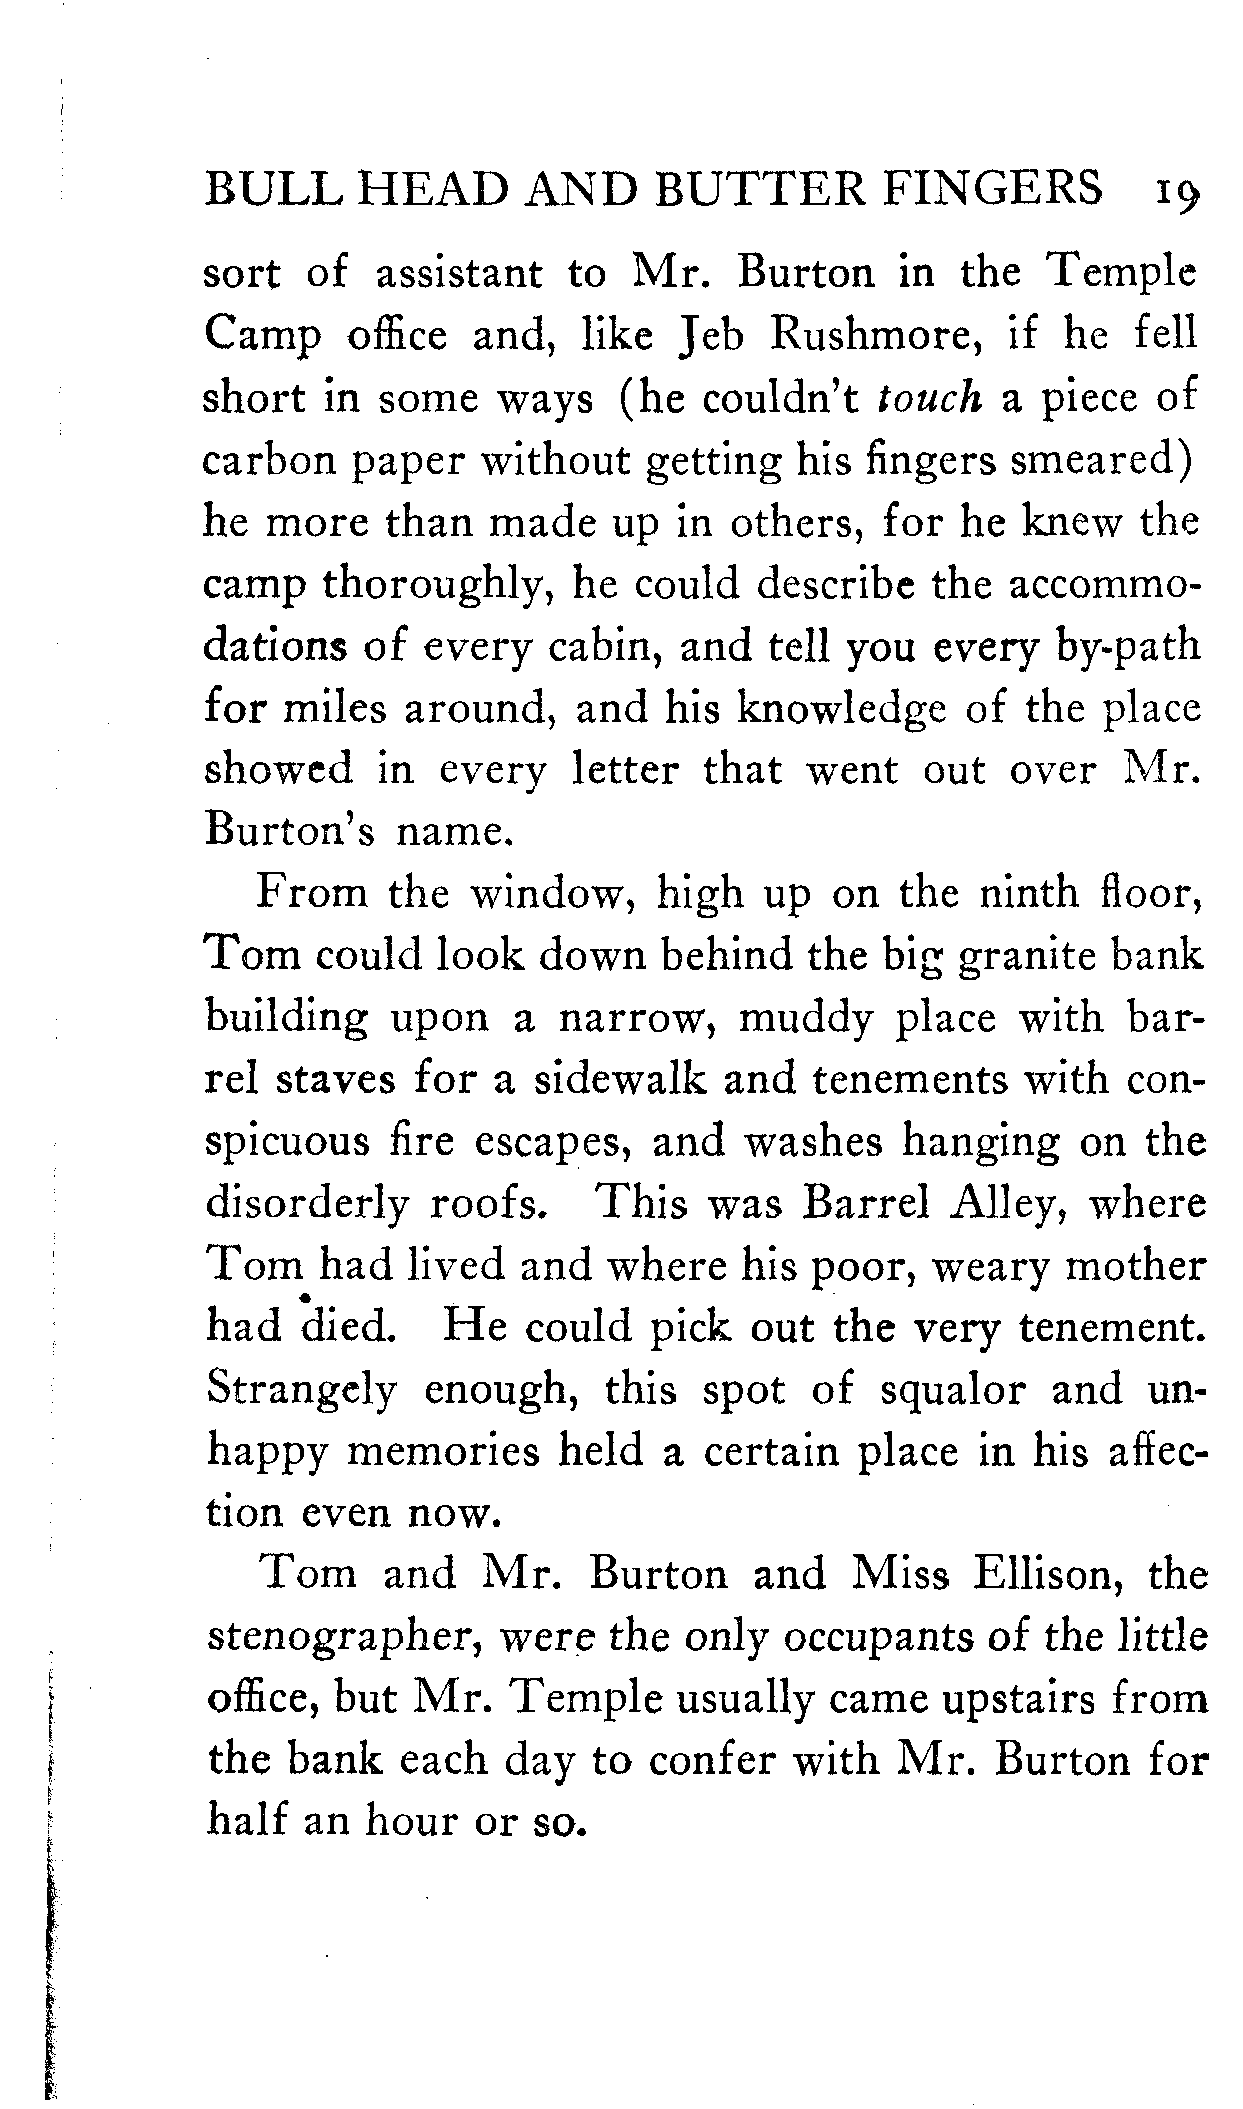 BULL HEAD AND BUTTER FINGERS 19
sort of assistant to Mr. Burton in the Temple
Camp office and, like Jeb Rushmore, if he fell
short in some ways (he couldn't touch a piece of
carbon paper without getting his fingers smeared)
he more than made up in others, for he knew the
camp thoroughly, he could describe the accommo-
dations of every cabin, and tell you every by-path
for miles around, and his knowledge of the place
showed in every letter that went out over Mr.
Burton's name.
From the window, high up on the ninth floor,
Tom could look down behind the big granite bank
building upon a narrow, muddy place with bar-
rel staves for a sidewalk and tenements with con-
spicuous fire escapes, and washes hanging on the
disorderly roofs. This was Barrel Alley, where
Tom had lived and where his poor, weary mother
had died. He could pick out the very tenement.
Strangely enough, this spot of squalor and un-
happy memories held a certain place in his affec-
tion even now.
Tom and Mr. Burton and Miss Ellison, the
stenographer, were the only occupants of the little
office, but Mr. Temple usually came upstairs from
the bank each day to confer with Mr. Burton for
half an hour or so.